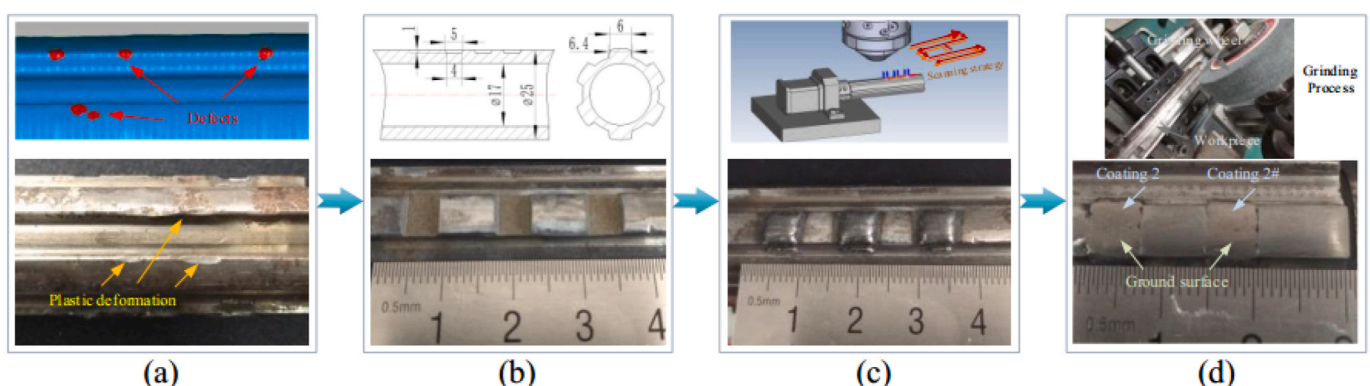 Defects
Plastic deformation
(a)
1
5
4
ø17
ø25
6
6.4
0.5mm
1 2 3 4
(b)
Scanning strategy
0.5mm
1 2 3 4
(c)
Grinding wheel
Grinding
Process
Workpiece
Coating 2 Coating 2#
Ground surface
0.5mm
1 2
(d)